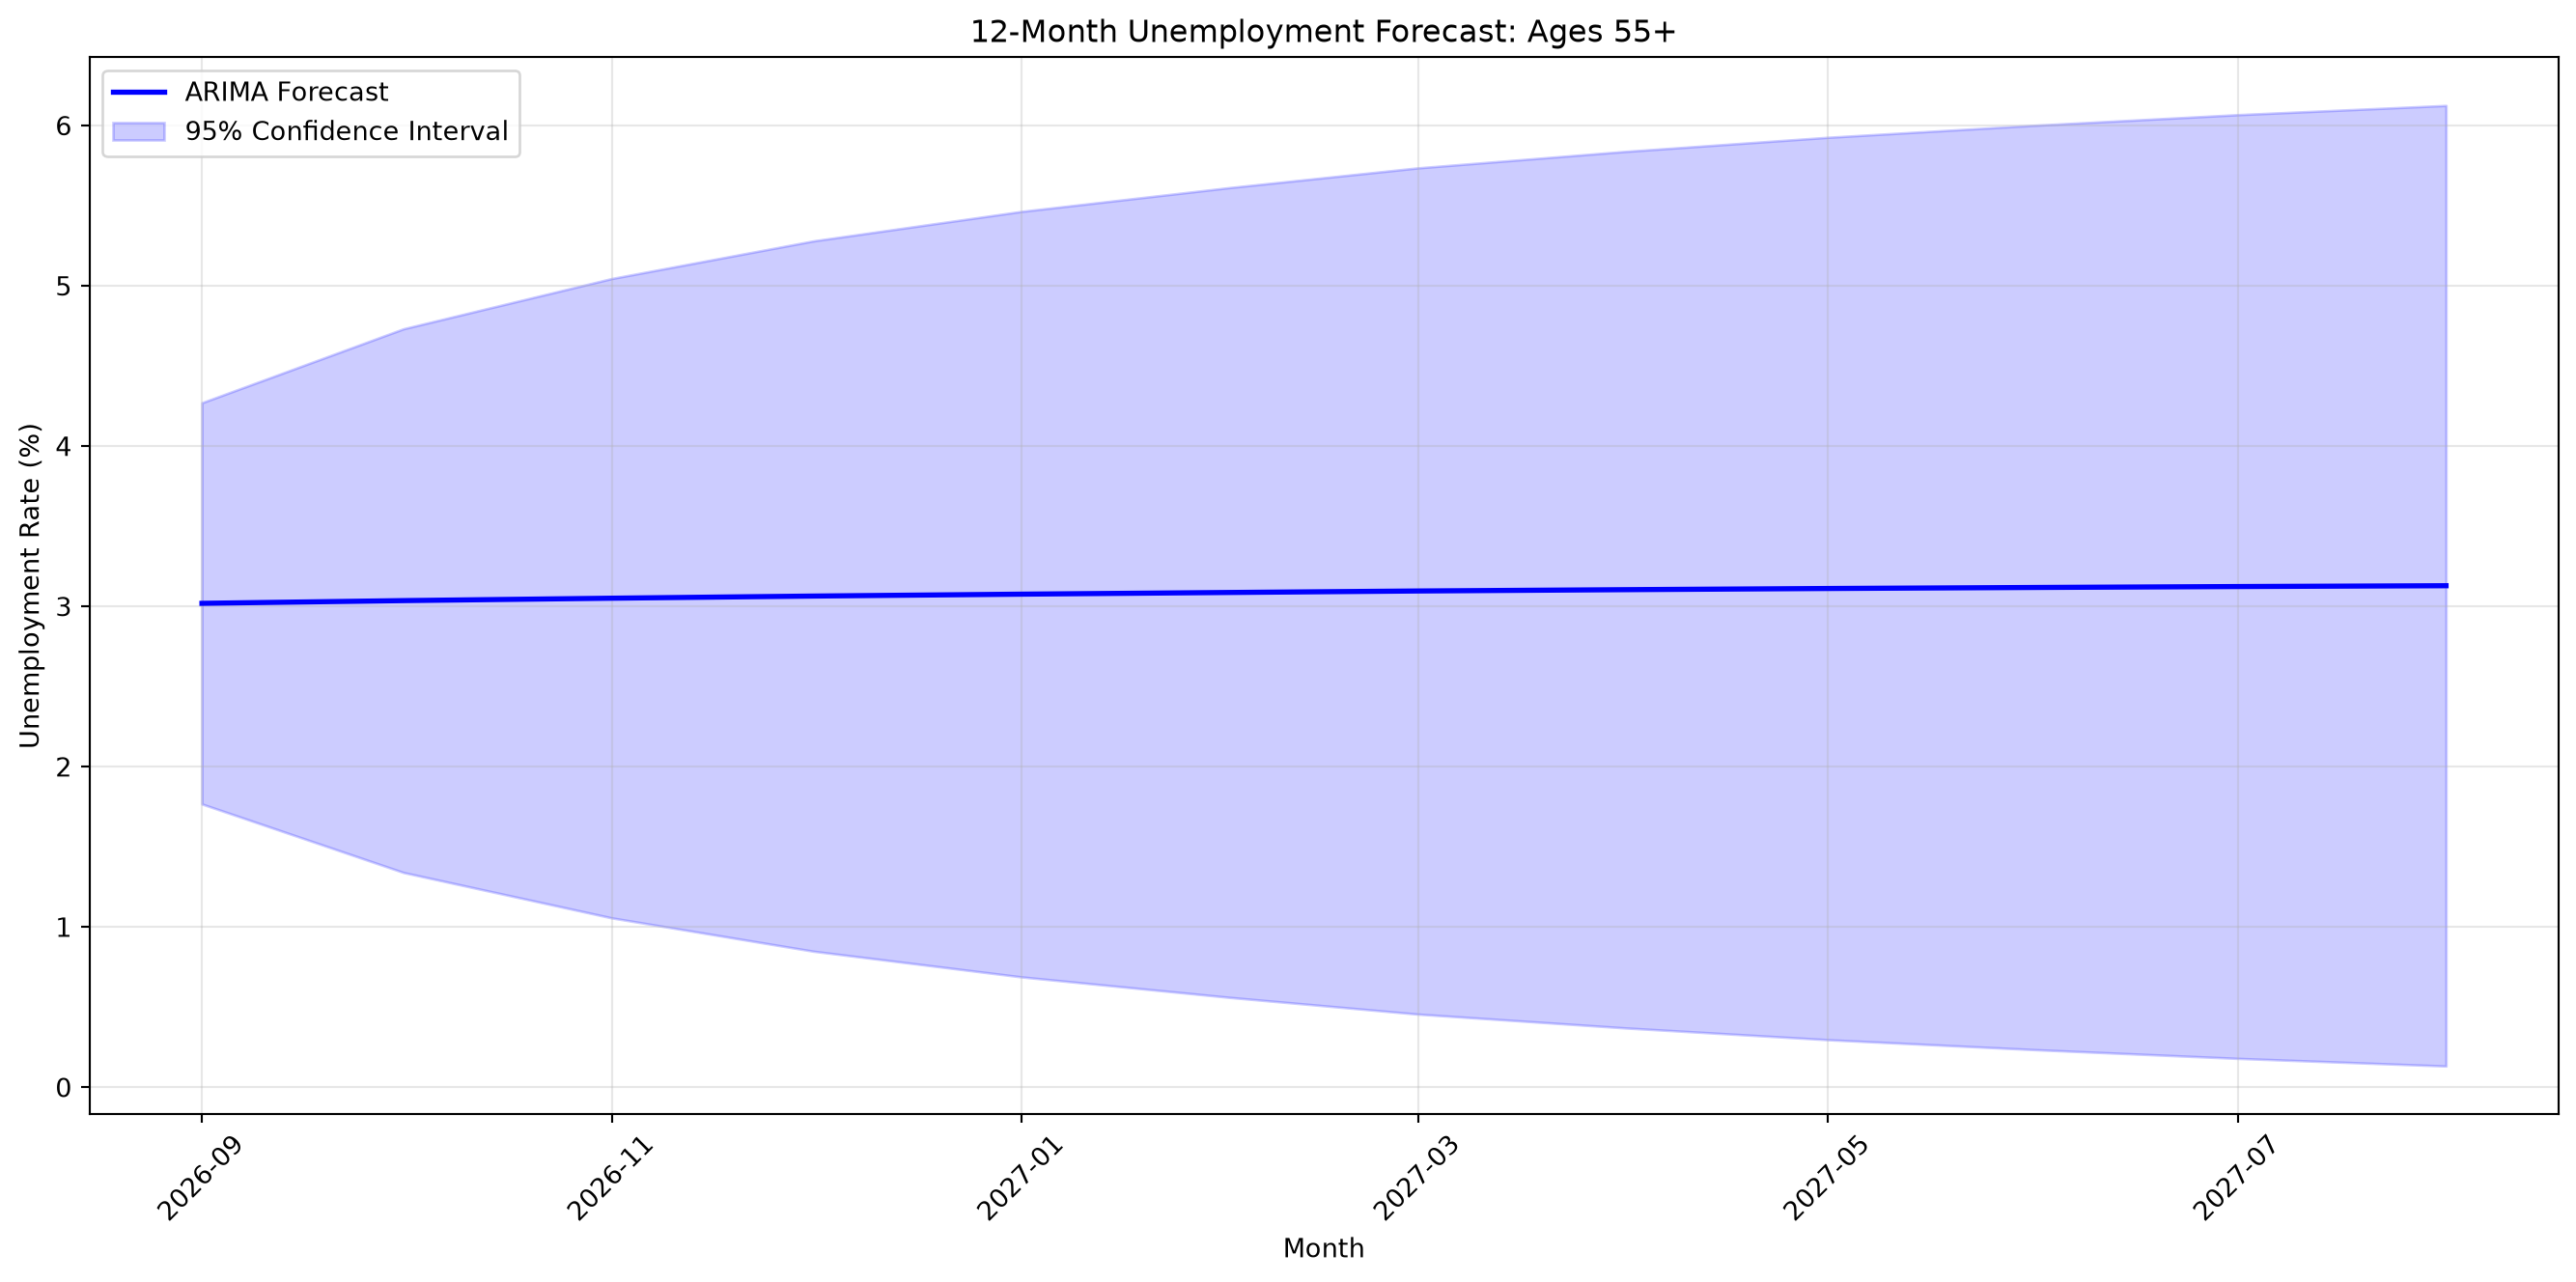 12-Month Unemployment Forecast: Ages 55+
ARIMA Forecast
95% Confidence Interval
Unemployment Rate (%)
6
5
4
3
2
1
0
2026-09
2026-11
2027-01
2027-03
2027-05
2027-07
Month